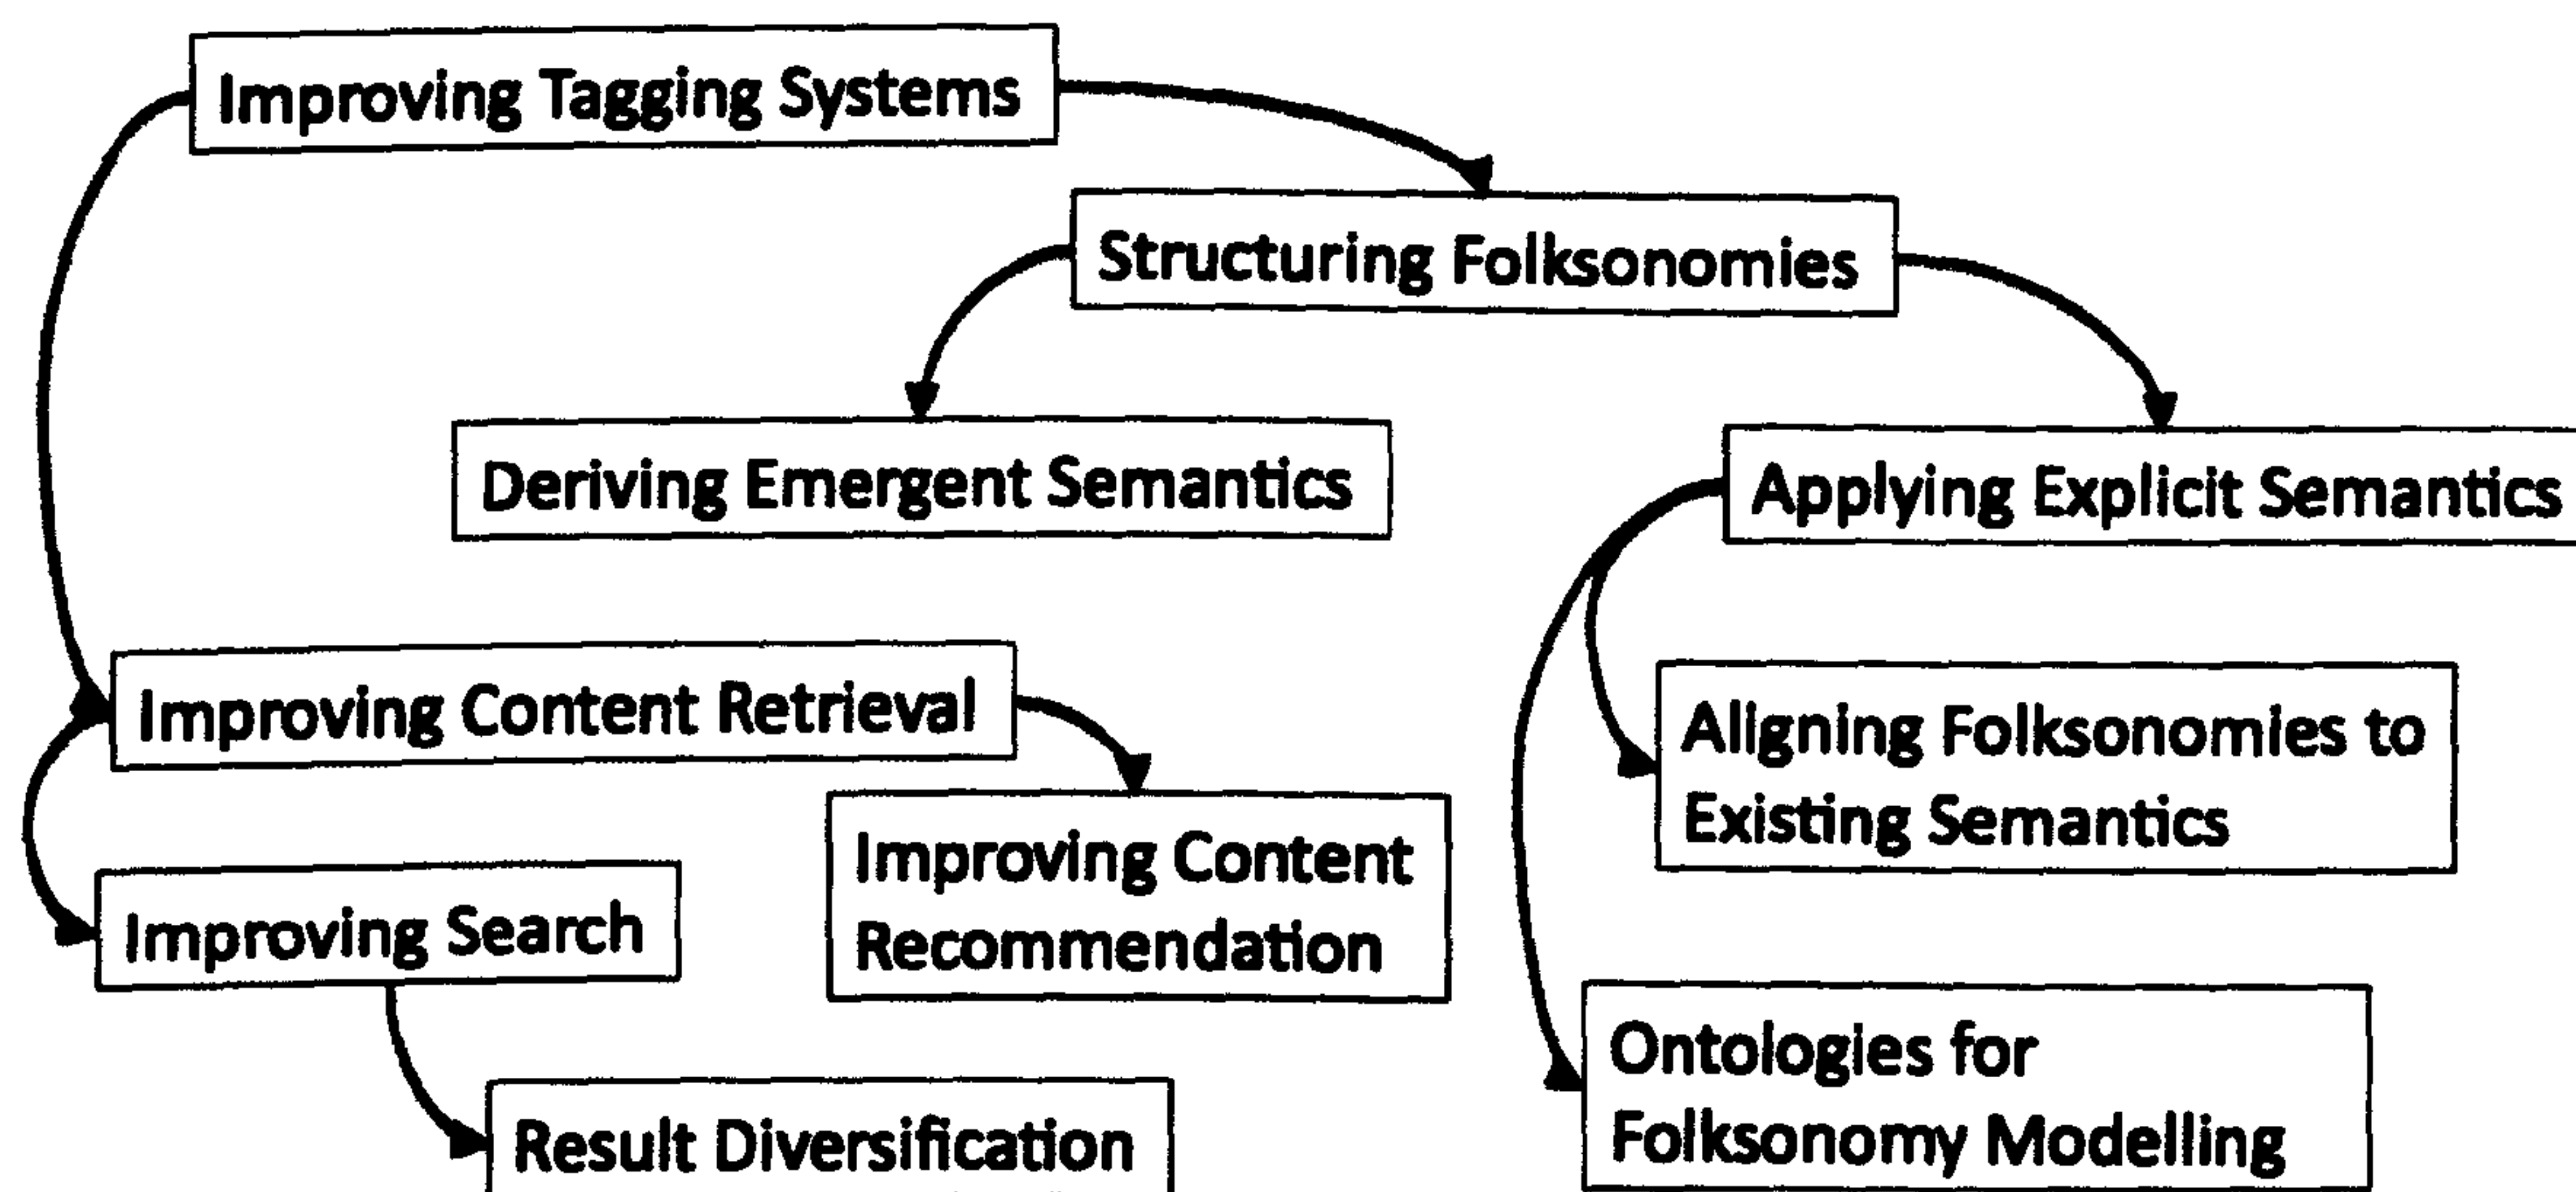 Improving Tagging Systems
Structuring Folksonomies
Deriving Emergent Semantics
Applying Explicit Semantics
Improving Content Retrieval
Aligning Folksonomies to
Existing Semantics
Improving Content
Recommendation
Improving Search
Ontologies for
Folksonomy Modelling
Result Diversification